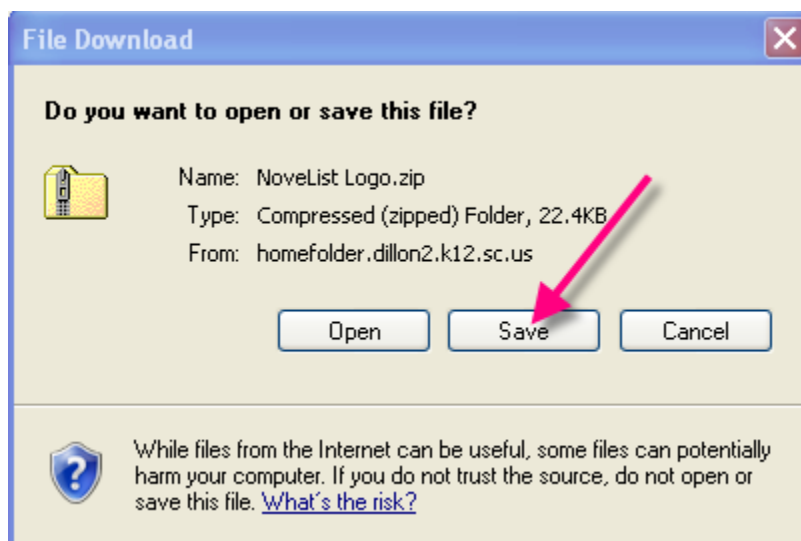 File Download
Do you want to open or save this file?
Name: NoveList Logo.zip
Type: Compressed (zipped) Folder, 22.4KB
From: homefolder.dillon2.k12.sc.us
Open Save Cancel
While files from the Internet can be useful, some files can potentially
harm your computer. If you do not trust the source, do not open or
save this file. What's the risk?